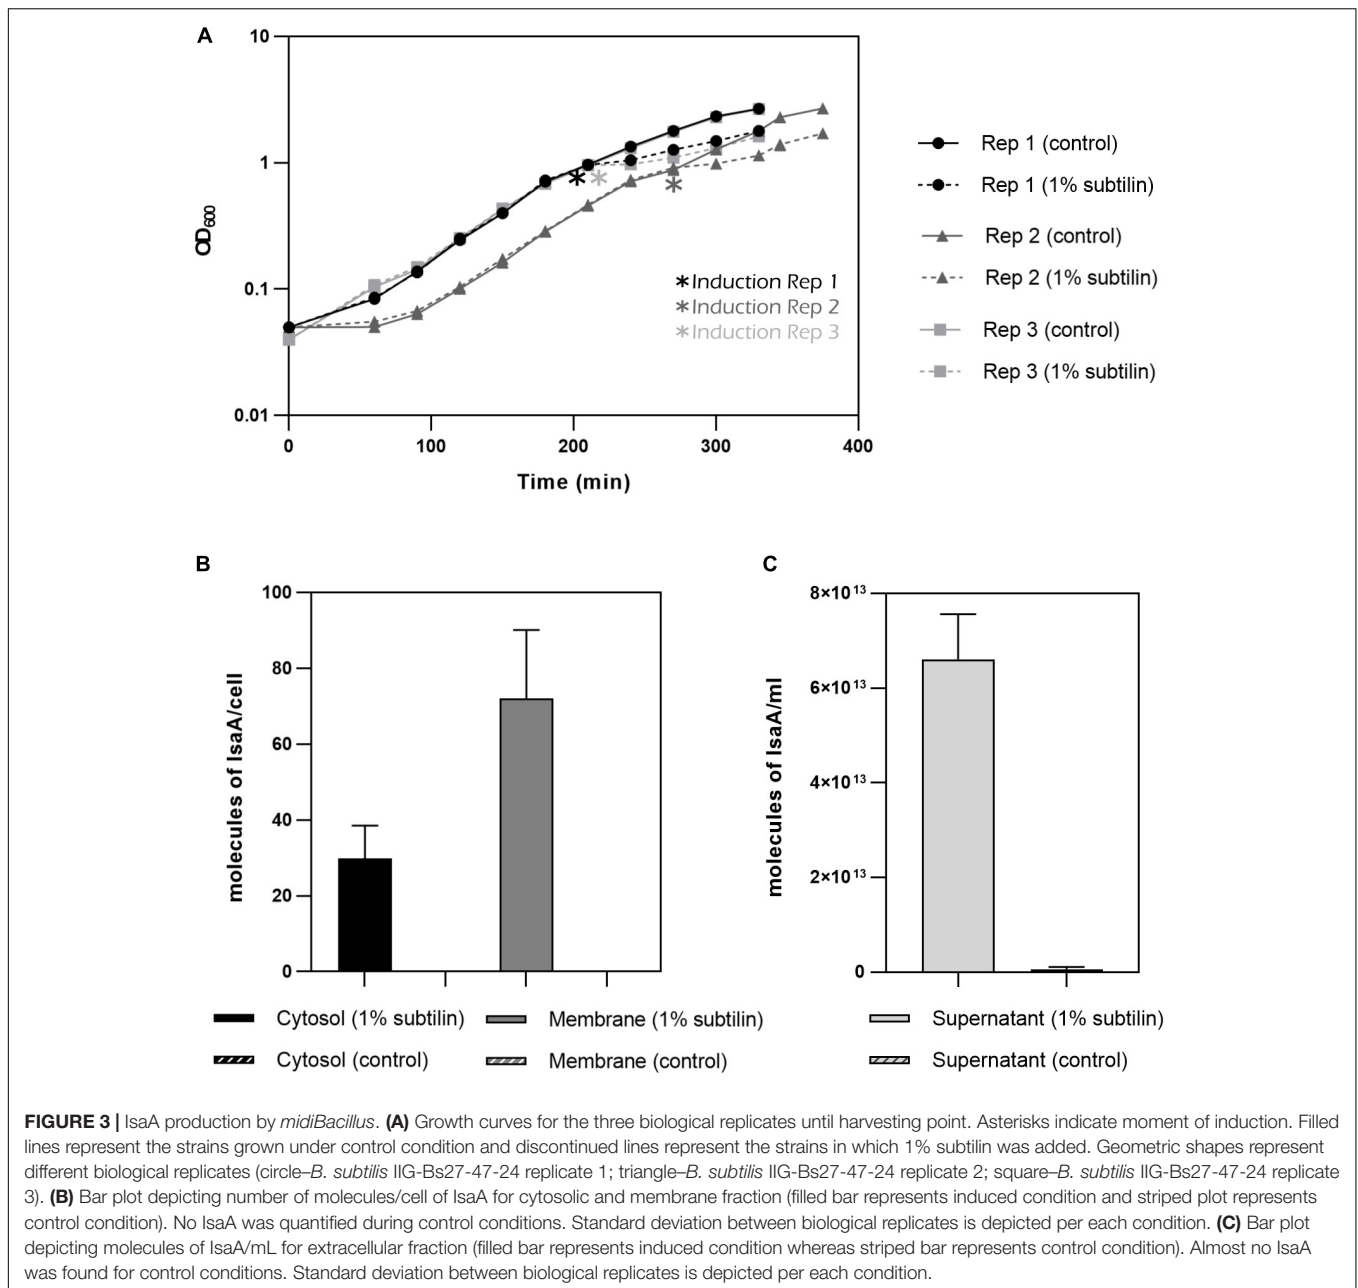 A
10
1
0.1
0.01
OD600
0
100
200
300
400
Time (min)
*Induction Rep 1
*Induction Rep 2
*Induction Rep 3
Rep 1 (control)
Rep 1 (1% subtilin)
Rep 2 (control)
Rep 2 (1% subtilin)
Rep 3 (control)
Rep 3 (1% subtilin)
B
100
80
60
40
20
0
molecules of IsaA/cell
Cytosol (1% subtilin)
Membrane (1% subtilin)
Cytosol (control)
Membrane (control)
C
8×10¹³
6×10¹³
4×10¹³
2×10¹³
0
molecules of IsaA/ml
Supernatant (1% subtilin)
Supernatant (control)
FIGURE 3 | IsaA production by midiBacillus. (A) Growth curves for the three biological replicates until harvesting point. Asterisks indicate moment of induction. Filled
lines represent the strains grown under control condition and discontinued lines represent the strains in which 1% subtilin was added. Geometric shapes represent
different biological replicates (circle–B. subtilis IIG-Bs27-47-24 replicate 1; triangle–B. subtilis IIG-Bs27-47-24 replicate 2; square–B. subtilis IIG-Bs27-47-24 replicate
3). (B) Bar plot depicting number of molecules/cell of IsaA for cytosolic and membrane fraction (filled bar represents induced condition and striped plot represents
control condition). No IsaA was quantified during control conditions. Standard deviation between biological replicates is depicted per each condition. (C) Bar plot
depicting molecules of IsaA/mL for extracellular fraction (filled bar represents induced condition whereas striped bar represents control condition). Almost no IsaA
was found for control conditions. Standard deviation between biological replicates is depicted per each condition.